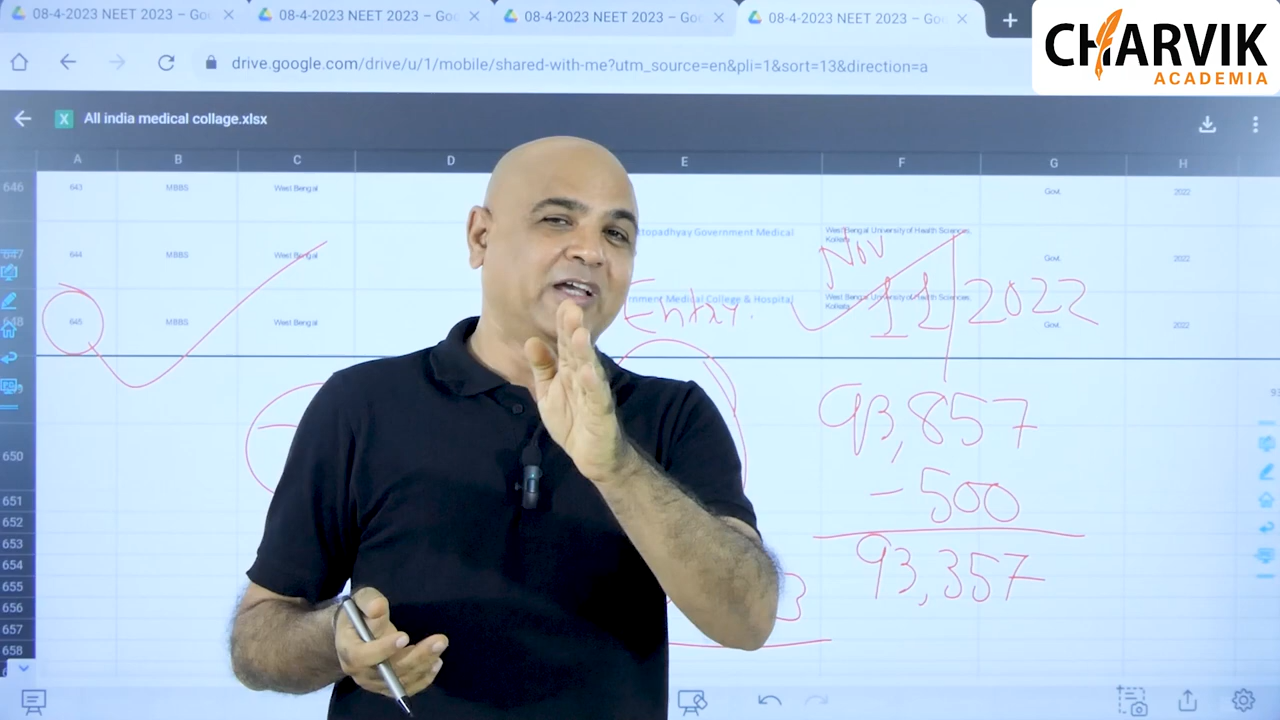 08-4-2023 NEET 2023 – Go
08-4-2023 NEET 2023 – Go
08-4-2023 NEET 2023 – Go
08-4-2023 NEET 2023 – Go
CHARVIK
ACADEMIA
drive.google.com/drive/u/1/mobile/shared-with-me?utm_source=en&pli=1&sort=13&direction=a
X All india medical collage.xlsx
A B C D E F G H
646 643 MBBS West Bengal Govt. 2022
ttopadhyay Government Medical West Bengal University of Health Sciences, Kolkata
647 644 MBBS West Bengal Govt. 2022
Nov
rnment Medical College & Hospital West Bengal University of Health Sciences, Kolkata
648 645 MBBS West Bengal Govt. 2022
Entry. 11 2022
93,857
650 - 500
651
652
653 93,357
654
655
656 3
657
658